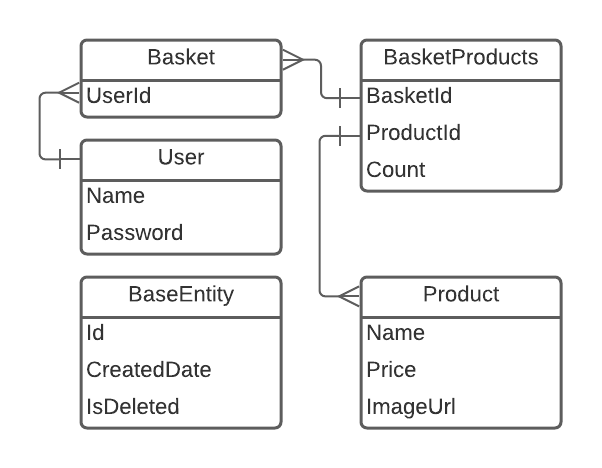 Basket
UserId
User
Name
Password
BaseEntity
Id
CreatedDate
IsDeleted
BasketProducts
BasketId
ProductId
Count
Product
Name
Price
ImageUrl